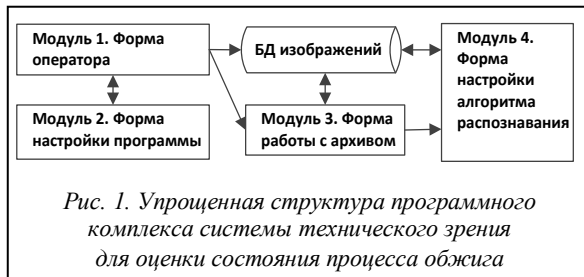 Модуль 1. Форма
оператора
БД изображений
Модуль 4.
Форма
настройки
алгоритма
распознавания
Модуль 2. Форма
настройки программы
Модуль 3. Форма
работы с архивом
Рис. 1. Упрощенная структура программного
комплекса системы технического зрения
для оценки состояния процесса обжига